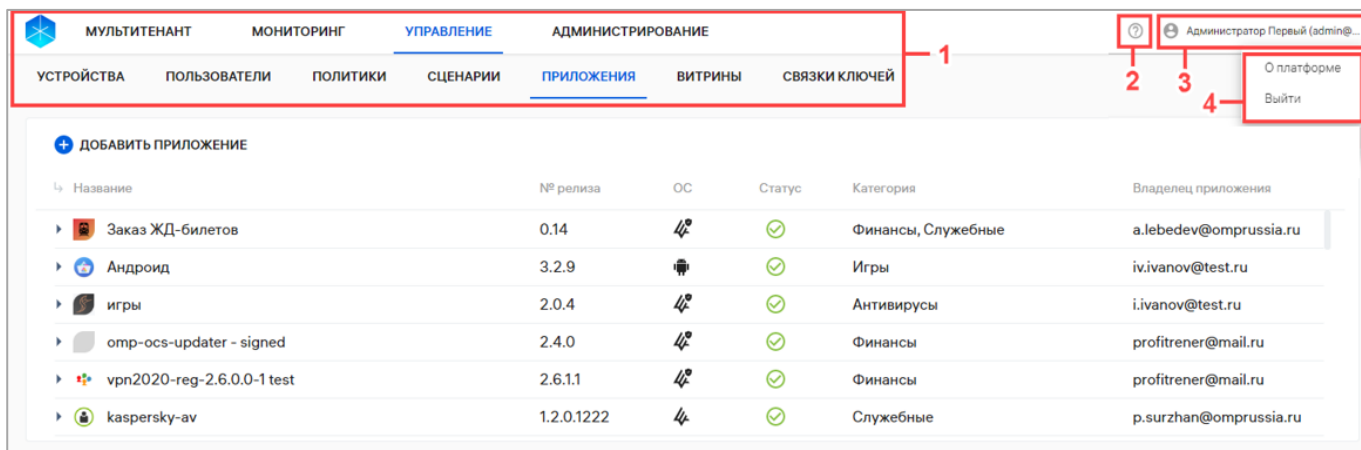 МУЛЬТИТЕНАНТ МОНИТОРИНГ УПРАВЛЕНИЕ АДМИНИСТРИРОВАНИЕ Администратор Первый (admin@...
1
2
3
УСТРОЙСТВА ПОЛЬЗОВАТЕЛИ ПОЛИТИКИ СЦЕНАРИИ ПРИЛОЖЕНИЯ ВИТРИНЫ СВЯЗКИ КЛЮЧЕЙ
О платформе
Выйти
4
ДОБАВИТЬ ПРИЛОЖЕНИЕ
Название № релиза ОС Статус Категория Владелец приложения
Заказ ЖД-билетов 0.14 Финансы, Служебные a.lebedev@omprussia.ru
Андроид 3.2.9 Игры iv.ivanov@test.ru
игры 2.0.4 Антивирусы i.ivanov@test.ru
omp-ocs-updater - signed 2.4.0 Финансы profitrener@mail.ru
vpn2020-reg-2.6.0.0-1 test 2.6.1.1 Финансы profitrener@mail.ru
kaspersky-av 1.2.0.1222 Служебные p.surzhan@omprussia.ru